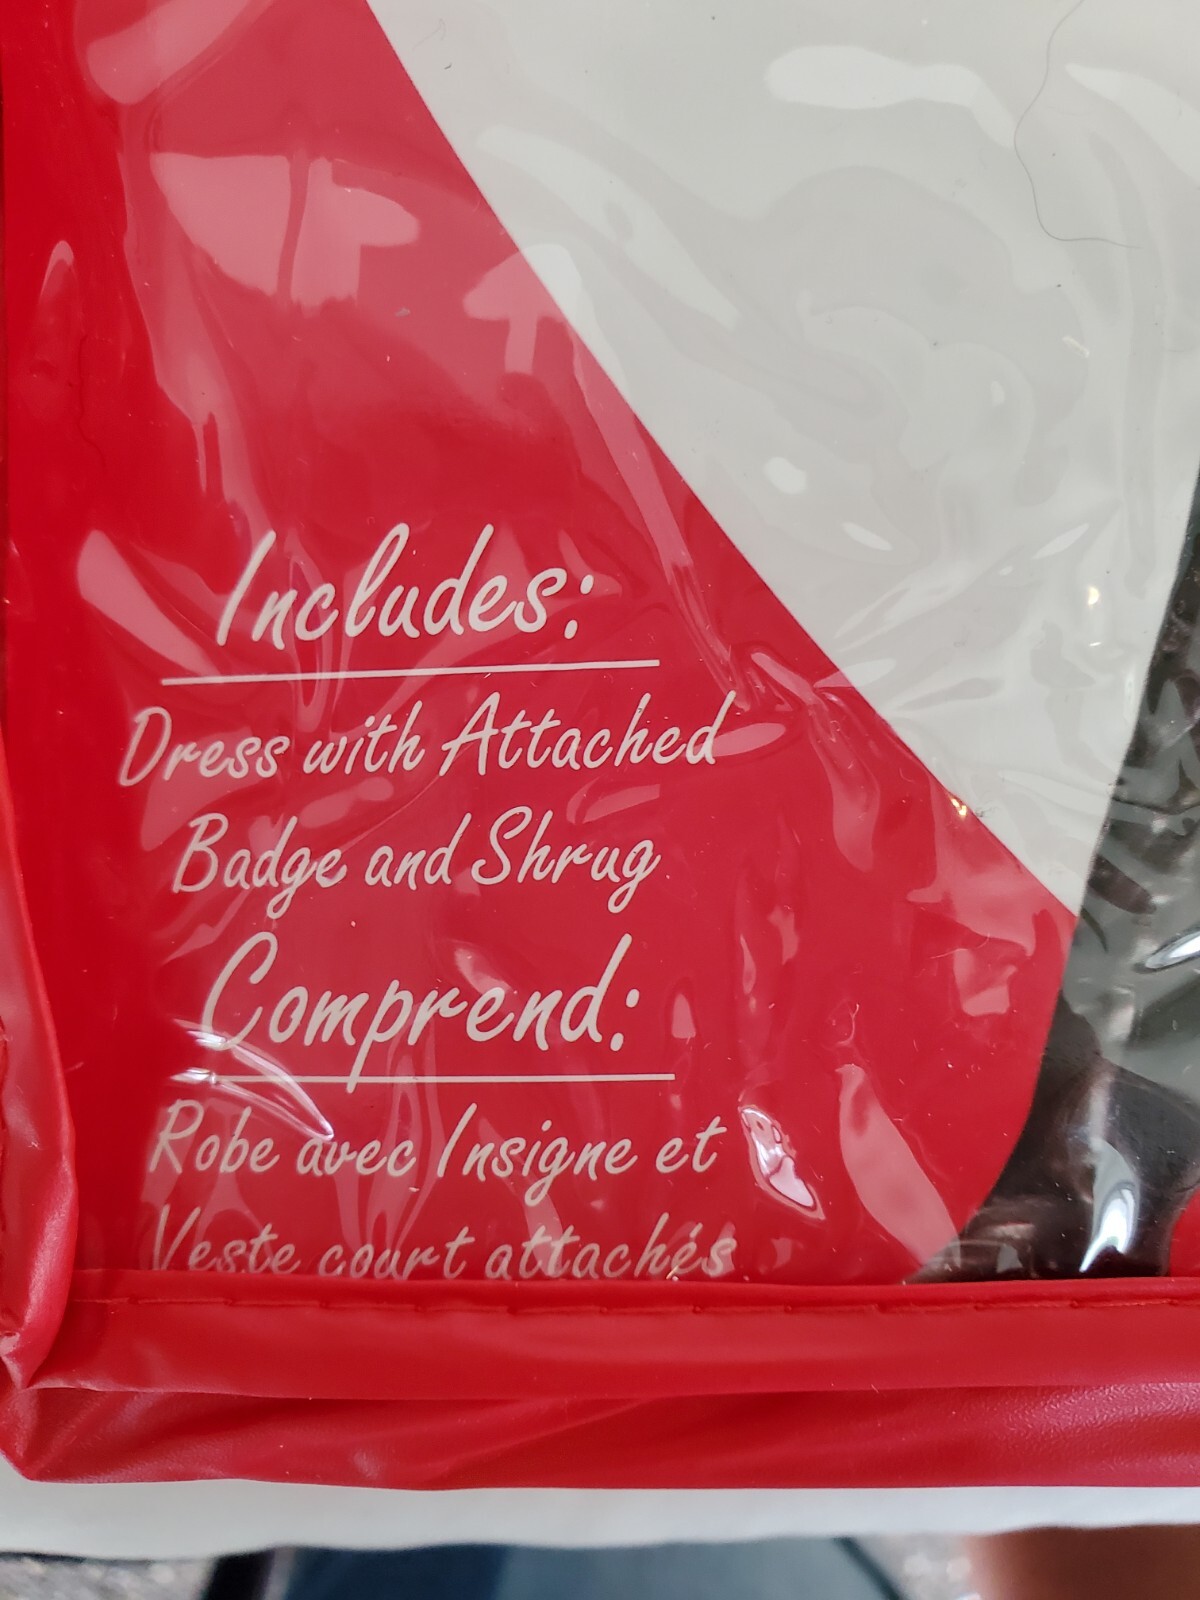 Includes:
Dress with Attached
Badge and Shrug
Comprend:
Robe avec Insigne et
Veste court attachés